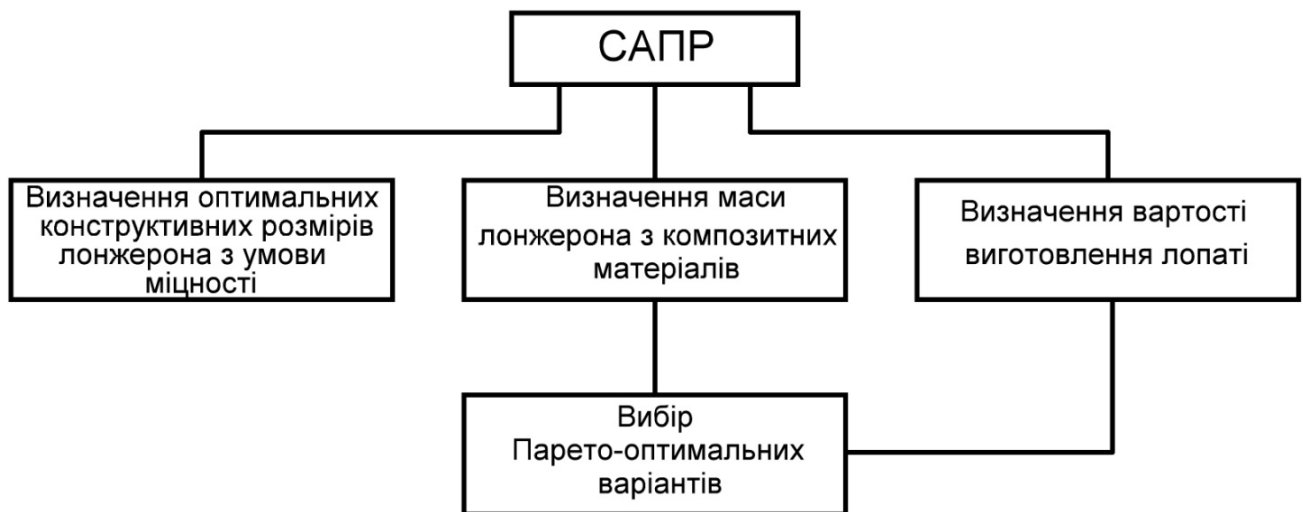 САПР
Визначення оптимальних
конструктивних розмірів
лонжерона з умови
міцності
Визначення маси
лонжерона з композитних
матеріалів
Визначення вартості
виготовлення лопаті
Вибір
Парето-оптимальних
варіантів